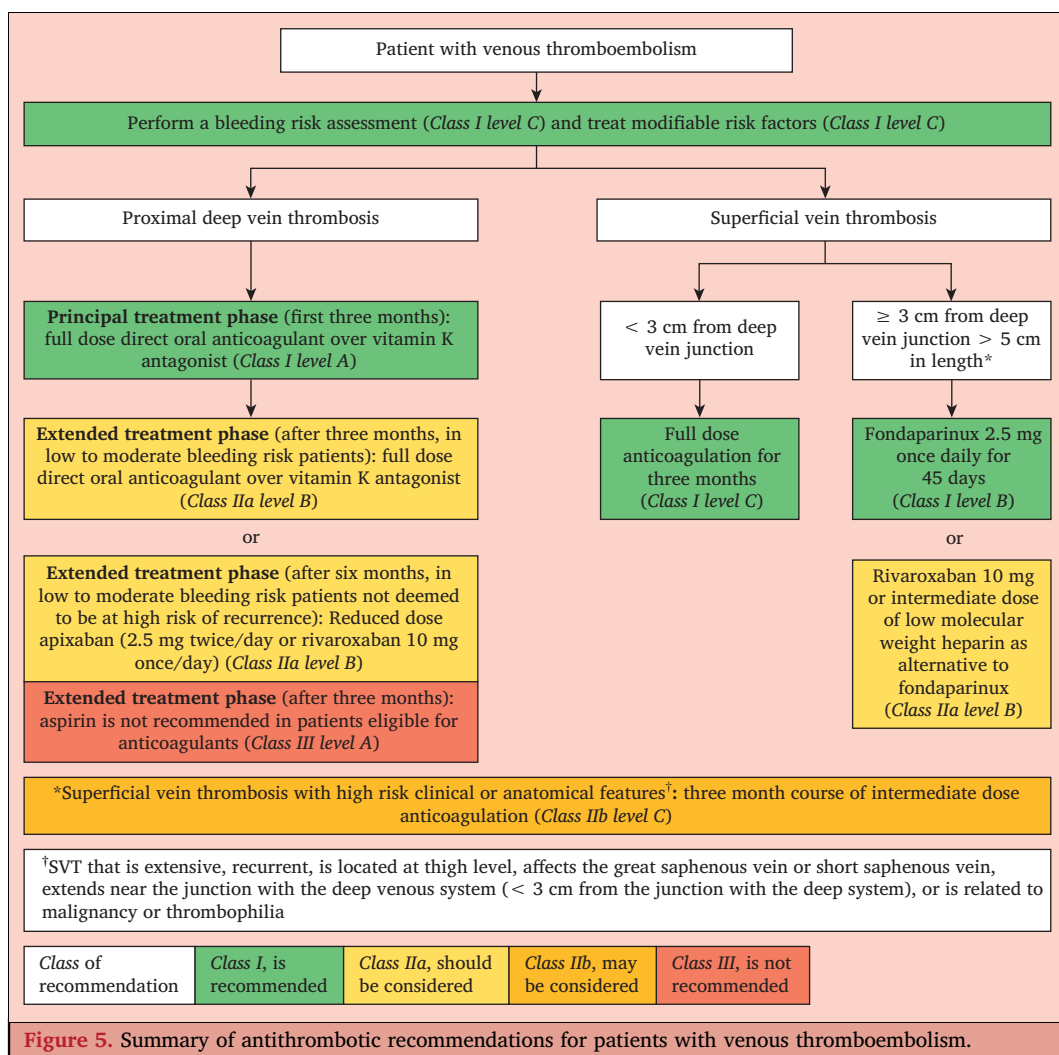 Patient with venous thromboembolism
Perform a bleeding risk assessment (Class I level C) and treat modifiable risk factors (Class I level C)
Proximal deep vein thrombosis
Superficial vein thrombosis
Principal treatment phase (first three months):
full dose direct oral anticoagulant over vitamin K
antagonist (Class I level A)
< 3 cm from deep
vein junction
≥ 3 cm from deep
vein junction > 5 cm
in length*
Extended treatment phase (after three months, in
low to moderate bleeding risk patients): full dose
direct oral anticoagulant over vitamin K antagonist
(Class IIa level B)
Full dose
anticoagulation for
three months
(Class I level C)
Fondaparinux 2.5 mg
once daily for
45 days
(Class I level B)
or
or
Extended treatment phase (after six months, in
low to moderate bleeding risk patients not deemed
to be at high risk of recurrence): Reduced dose
apixaban (2.5 mg twice/day or rivaroxaban 10 mg
once/day) (Class IIa level B)
Rivaroxaban 10 mg
or intermediate dose
of low molecular
weight heparin as
alternative to
fondaparinux
(Class IIa level B)
Extended treatment phase (after three months):
aspirin is not recommended in patients eligible for
anticoagulants (Class III level A)
*Superficial vein thrombosis with high risk clinical or anatomical features†: three month course of intermediate dose
anticoagulation (Class IIb level C)
†SVT that is extensive, recurrent, is located at thigh level, affects the great saphenous vein or short saphenous vein,
extends near the junction with the deep venous system (< 3 cm from the junction with the deep system), or is related to
malignancy or thrombophilia
Class of
recommendation
Class I, is
recommended
Class IIa, should
be considered
Class IIb, may
be considered
Class III, is not
recommended
Figure 5. Summary of antithrombotic recommendations for patients with venous thromboembolism.